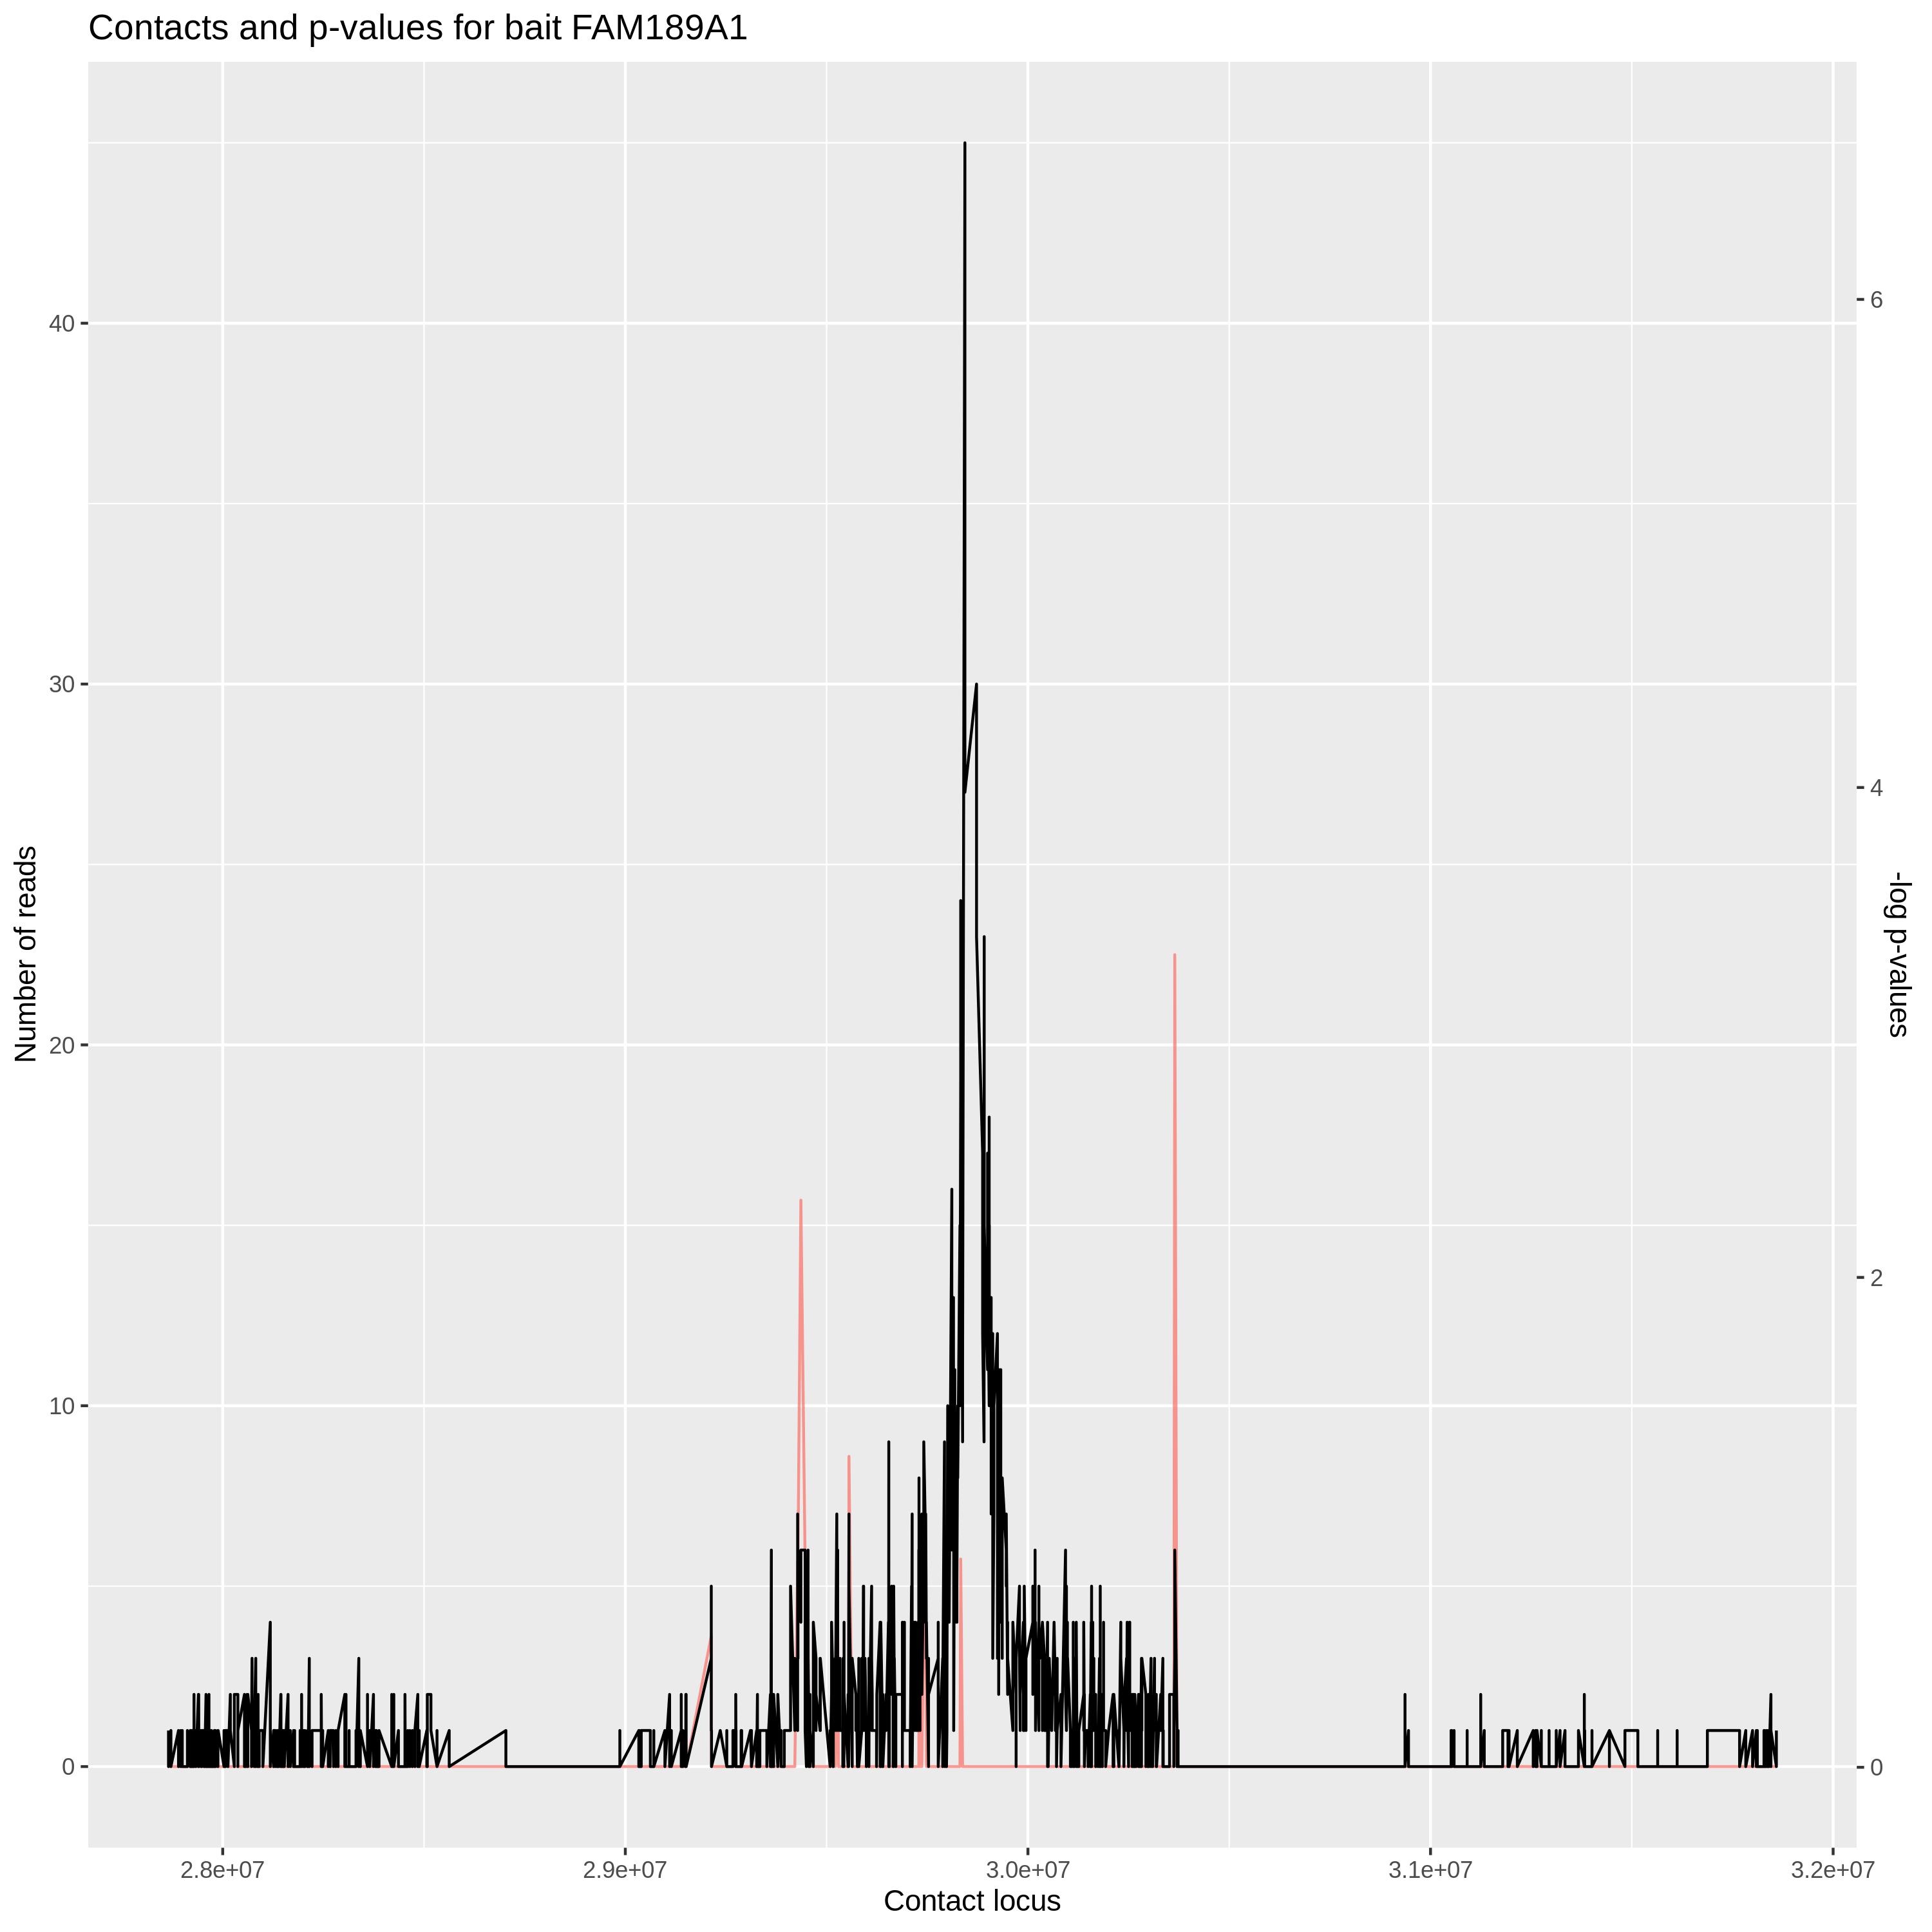 Contacts and p-values for bait FAM189A1
Number of reads
40
30
20
10
0
6
4
2
0
-log p-values
2.8e+07
2.9e+07
3.0e+07
3.1e+07
3.2e+07
Contact locus